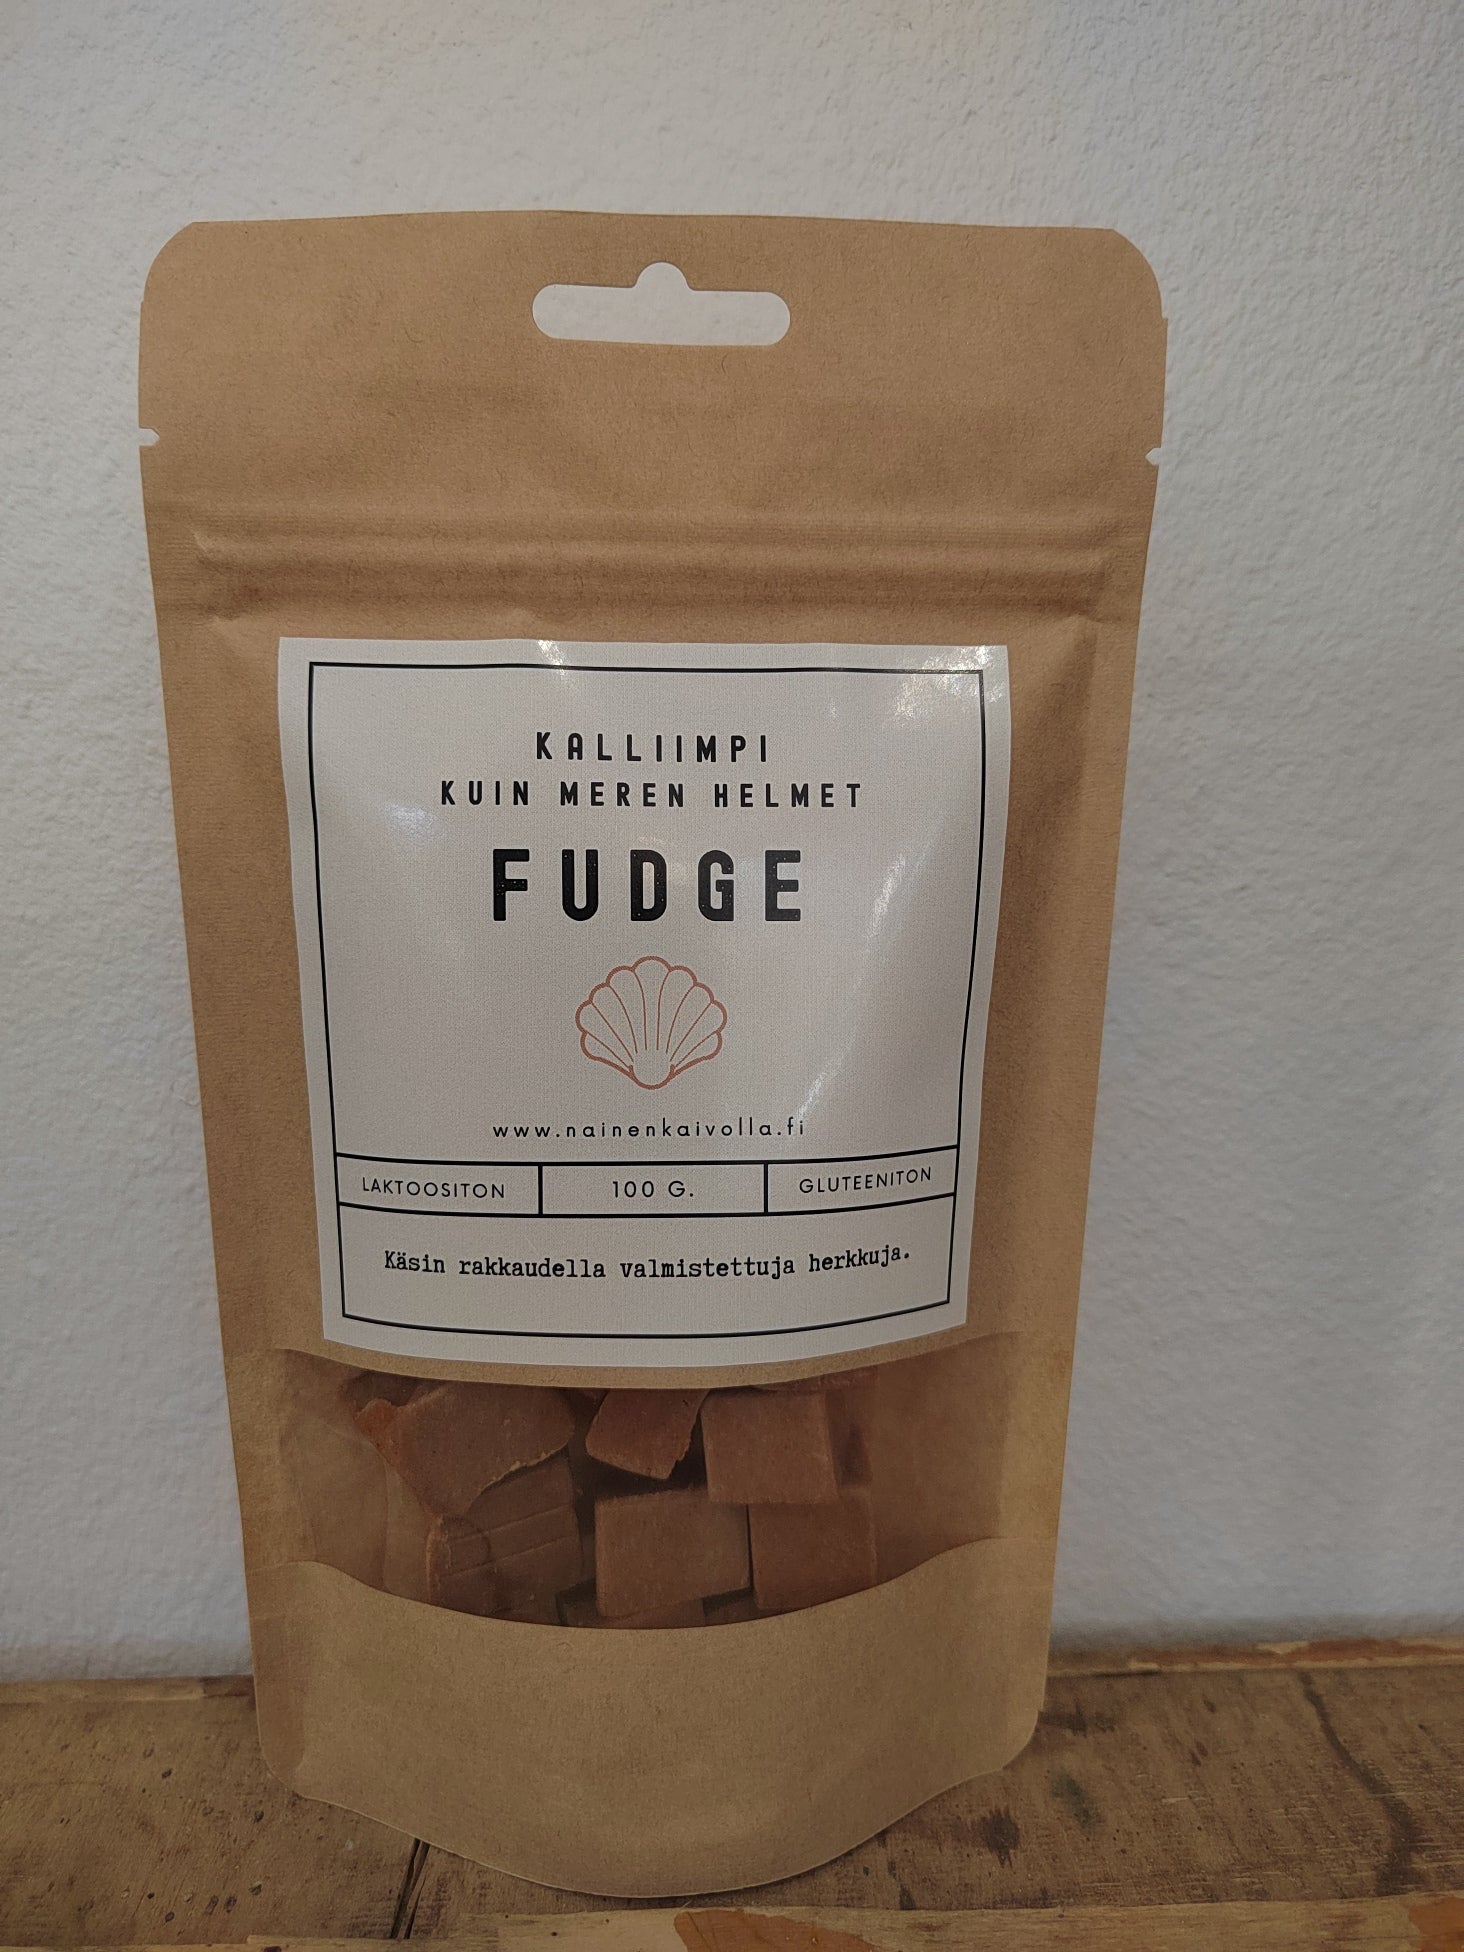 KALLIIMPI
KUIN MEREN HELMET
FUDGE
www.nainenkaivolla.fi
LAKTOOSITON
100 G.
GLUTEENITON
Käsin rakkaudella valmistettuja herkkuja.